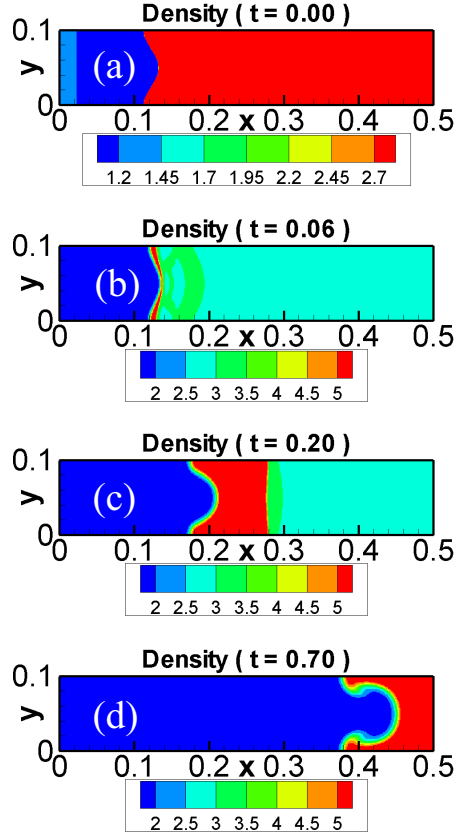 Density ( t = 0.00 )
0.1
y
(a)
0
0 0.1 0.2 x 0.3 0.4 0.5
1.2 1.45 1.7 1.95 2.2 2.45 2.7
Density ( t = 0.06 )
0.1
y
(b)
0
0 0.1 0.2 x 0.3 0.4 0.5
2 2.5 3 3.5 4 4.5 5
Density ( t = 0.20 )
0.1
y
(c)
0
0 0.1 0.2 x 0.3 0.4 0.5
2 2.5 3 3.5 4 4.5 5
Density ( t = 0.70 )
0.1
y
(d)
0
0 0.1 0.2 x 0.3 0.4 0.5
2 2.5 3 3.5 4 4.5 5